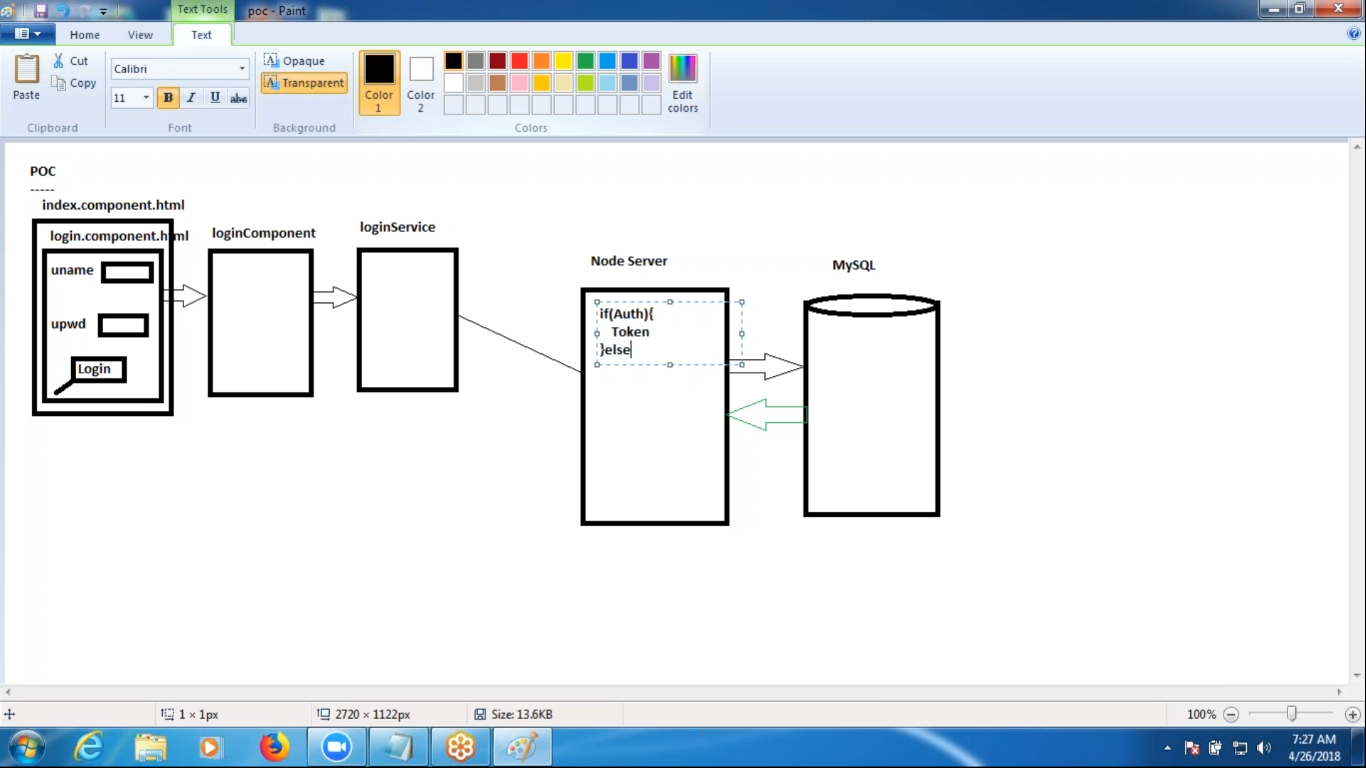 Text Tools
poc - Paint
Home
View
Text
Paste
Cut
Copy
Clipboard
Calibri
11
B I U abc
Font
Opaque
Transparent
Background
Color 1
Color 2
Edit colors
Colors
POC
-----
index.component.html
login.component.html
uname
upwd
Login
loginComponent
loginService
Node Server
if(Auth){
Token
}else
MySQL
1 × 1px
2720 × 1122px
Size: 13.6KB
100%
7:27 AM
4/26/2018